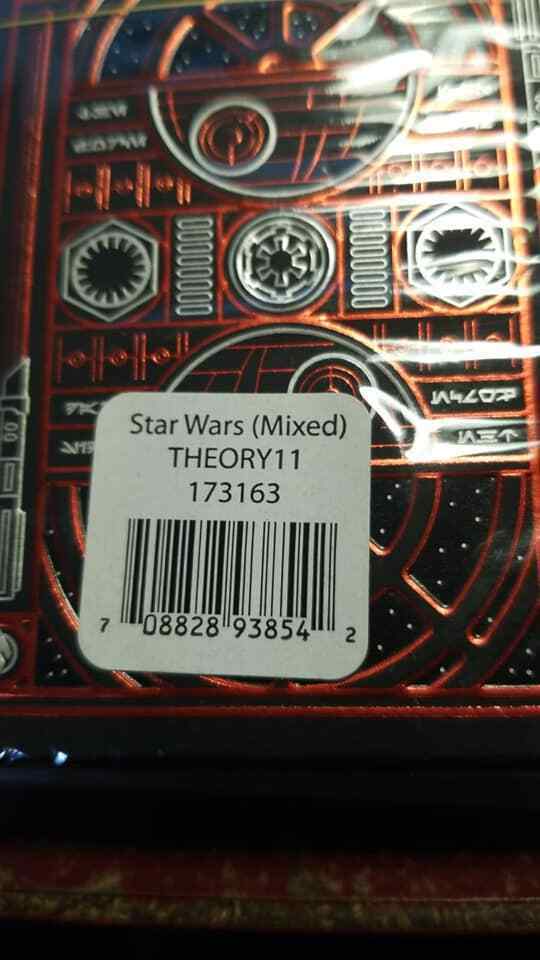 Star Wars (Mixed)
THEORY11
173163
7 08828 93854 2